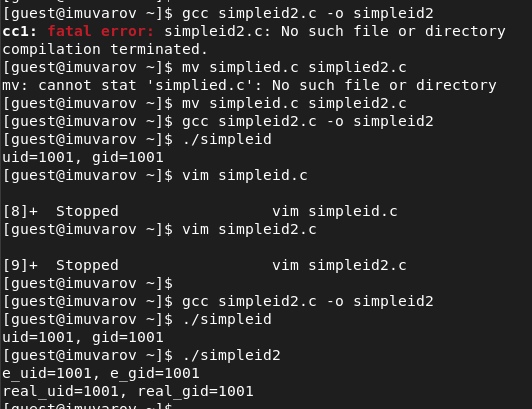 [guest@imuvarov ~]$ gcc simpleid2.c -o simpleid2
cc1: fatal error: simpleid2.c: No such file or directory
compilation terminated.
[guest@imuvarov ~]$ mv simplied.c simplied2.c
mv: cannot stat 'simplied.c': No such file or directory
[guest@imuvarov ~]$ mv simpleid.c simpleid2.c
[guest@imuvarov ~]$ gcc simpleid2.c -o simpleid2
[guest@imuvarov ~]$ ./simpleid
uid=1001, gid=1001
[guest@imuvarov ~]$ vim simpleid.c
[8]+  Stopped                 vim simpleid.c
[guest@imuvarov ~]$ vim simpleid2.c
[9]+  Stopped                 vim simpleid2.c
[guest@imuvarov ~]$
[guest@imuvarov ~]$ gcc simpleid2.c -o simpleid2
[guest@imuvarov ~]$ ./simpleid
uid=1001, gid=1001
[guest@imuvarov ~]$ ./simpleid2
e_uid=1001, e_gid=1001
real_uid=1001, real_gid=1001
[guest@imuvarov ~]$